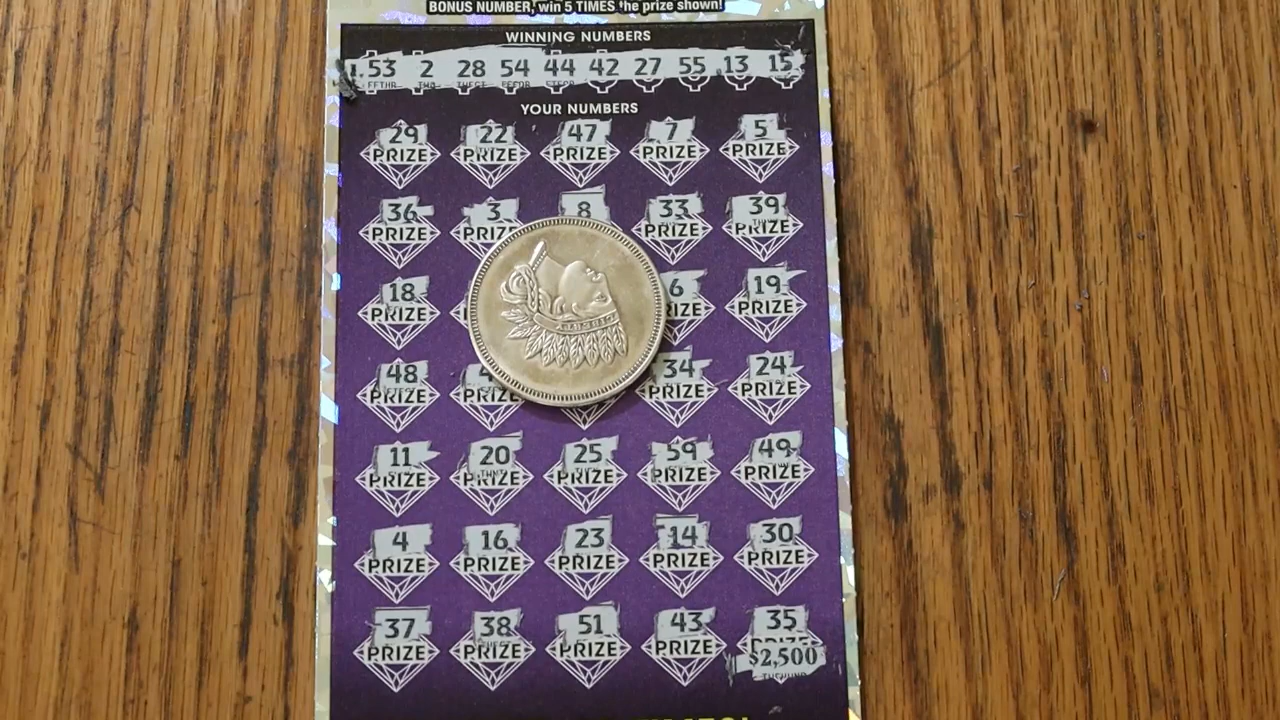 BONUS NUMBER, win 5 TIMES the prize shown!
WINNING NUMBERS
53 2 28 54 44 42 27 55 13 15
YOUR NUMBERS
29 22 47 7 5
PRIZE PRIZE PRIZE PRIZE PRIZE
36 3 8 33 39
PRIZE PRIZE PRIZE PRIZE
18 6 19
PRIZE PRIZE PRIZE
48 34 24
PRIZE PRIZE PRIZE PRIZE
11 20 25 59 49
PRIZE PRIZE PRIZE PRIZE PRIZE
4 16 23 14 30
PRIZE PRIZE PRIZE PRIZE PRIZE
37 38 51 43 35
PRIZE PRIZE PRIZE PRIZE PRIZE
$2,500